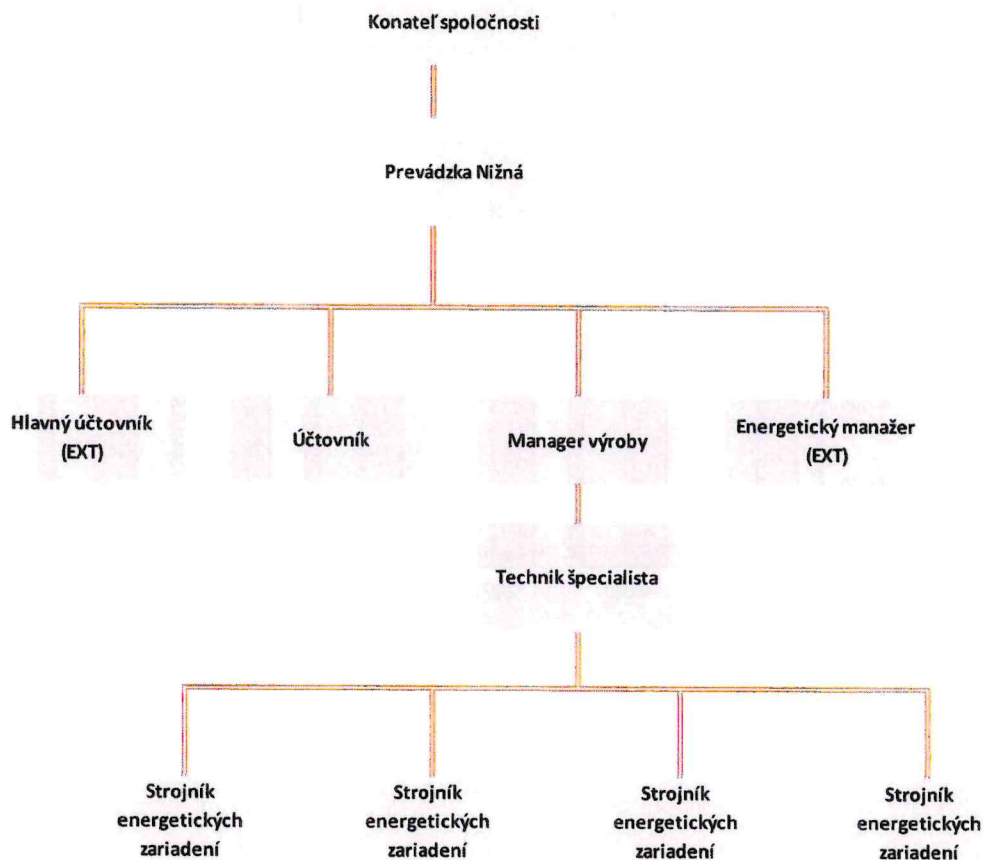 Konateľ spoločnosti
Prevádzka Nižná
Hlavný účtovník
(EXT)
Účtovník
Manager výroby
Energetický manažer
(EXT)
Technik špecialista
Strojník
energetických
zariadení
Strojník
energetických
zariadení
Strojník
energetických
zariadení
Strojník
energetických
zariadení